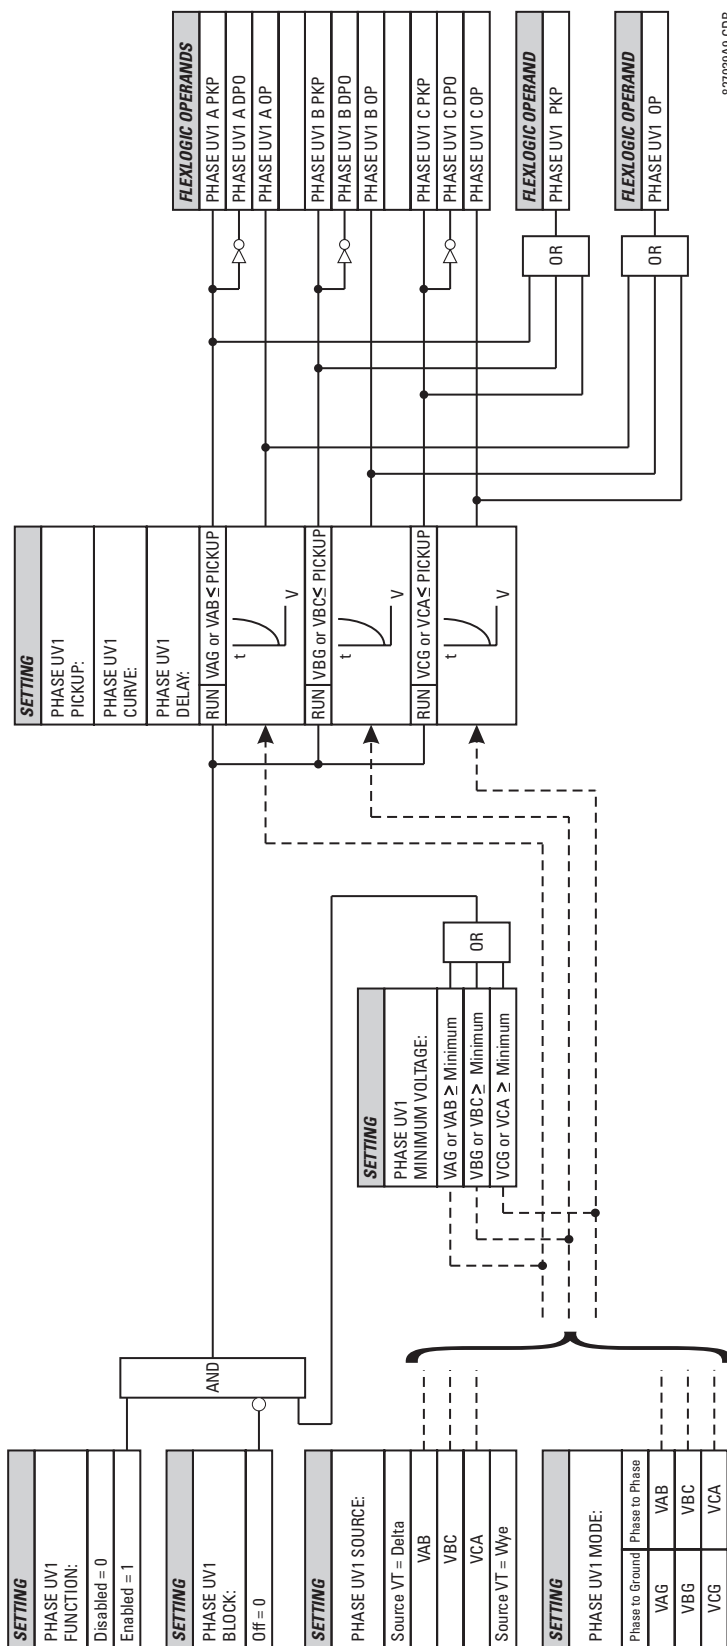 SETTING
PHASE UV1
FUNCTION:
Disabled = 0
Enabled = 1
SETTING
PHASE UV1
BLOCK:
Off = 0
SETTING
PHASE UV1 SOURCE:
Source VT = Delta
VAB
VBC
VCA
Source VT = Wye
SETTING
PHASE UV1 MODE:
Phase to Ground Phase to Phase
VAG VAB
VBG VBC
VCG VCA
AND
SETTING
PHASE UV1
MINIMUM VOLTAGE:
VAG or VAB ≥ Minimum
VBG or VBC ≥ Minimum
VCG or VCA ≥ Minimum
OR
SETTING
PHASE UV1
PICKUP:
PHASE UV1
CURVE:
PHASE UV1
DELAY:
RUN VAG or VAB ≤ PICKUP
t
V
RUN VBG or VBC ≤ PICKUP
t
V
RUN VCG or VCA ≤ PICKUP
t
V
FLEXLOGIC OPERANDS
PHASE UV1 A PKP
PHASE UV1 A DPO
PHASE UV1 A OP
PHASE UV1 B PKP
PHASE UV1 B DPO
PHASE UV1 B OP
PHASE UV1 C PKP
PHASE UV1 C DPO
PHASE UV1 C OP
OR
FLEXLOGIC OPERAND
PHASE UV1 PKP
OR
FLEXLOGIC OPERAND
PHASE UV1 OP